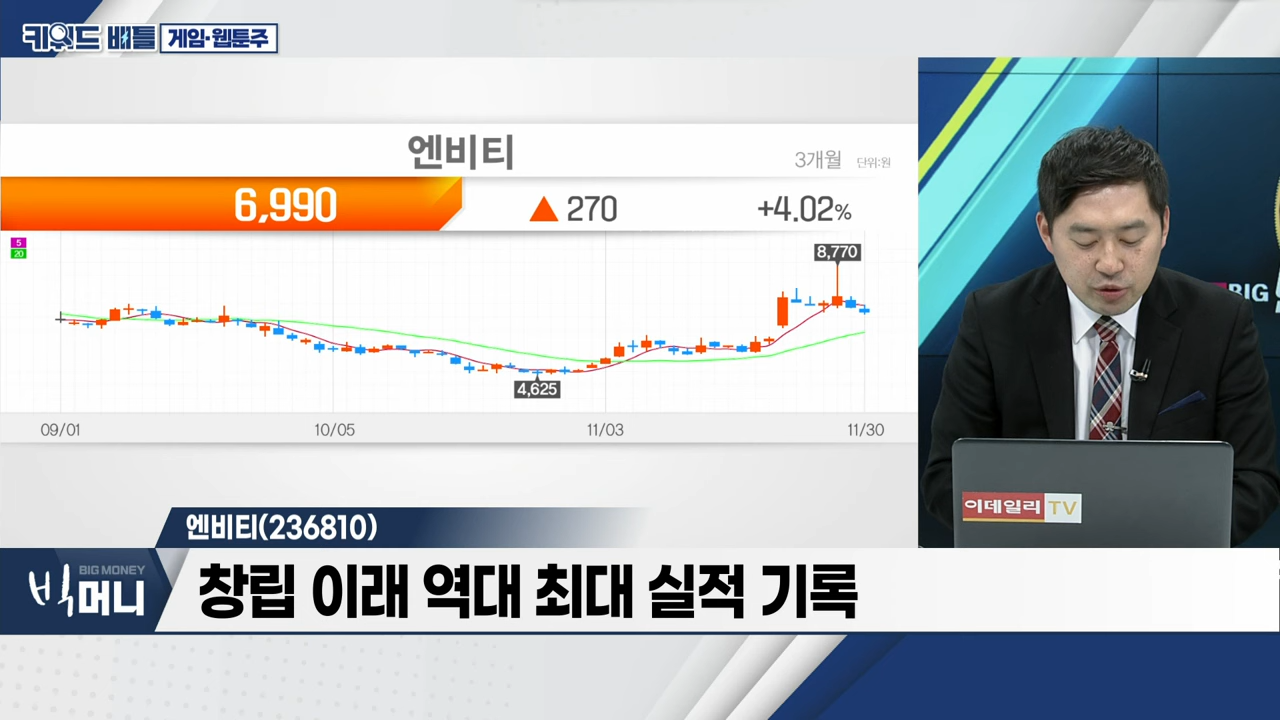 키워드 배틀 게임·웹툰주
엔비티
3개월 단위:원
6,990 ▲ 270 +4.02%
5
20
8,770
4,625
09/01 10/05 11/03 11/30
BIG
이데일리 TV
엔비티(236810)
빅머니 BIG MONEY
창립 이래 역대 최대 실적 기록